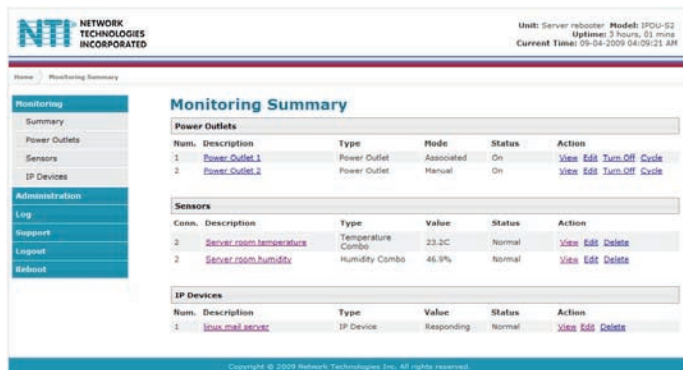 NTI NETWORK
TECHNOLOGIES
INCORPORATED
Unit: Server rebooter Model: IPDU-S2
Uptime: 3 hours, 01 mins
Current Time: 09-04-2009 04:09:21 AM
Home Monitoring Summary
Monitoring
Summary
Power Outlets
Sensors
IP Devices
Administration
Log
Support
Logout
Reboot
Monitoring Summary
Power Outlets
Num. Description Type Mode Status Action
1 Power Outlet 1 Power Outlet Associated On View Edit Turn Off Cycle
2 Power Outlet 2 Power Outlet Manual On View Edit Turn Off Cycle
Sensors
Conn. Description Type Value Status Action
2 Server room temperature Temperature Combo 23.2C Normal View Edit Delete
2 Server room humidity Humidity Combo 46.9% Normal View Edit Delete
IP Devices
Num. Description Type Value Status Action
1 linux mail server IP Device Responding Normal View Edit Delete
Copyright © 2009 Network Technologies Inc. All rights reserved.